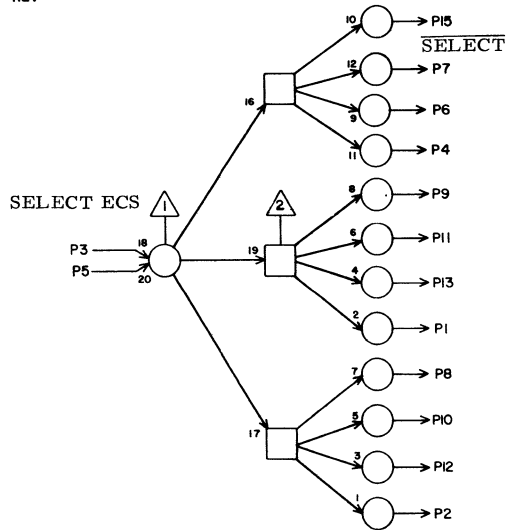 10 P15
SELECT
12 P7
16 9 P6
11 P4
8 P9
SELECT ECS 1 2
6 P11
P3 18 19 4 P13
P5 20
2 P1
7 P8
5 P10
17
3 P12
1 P2